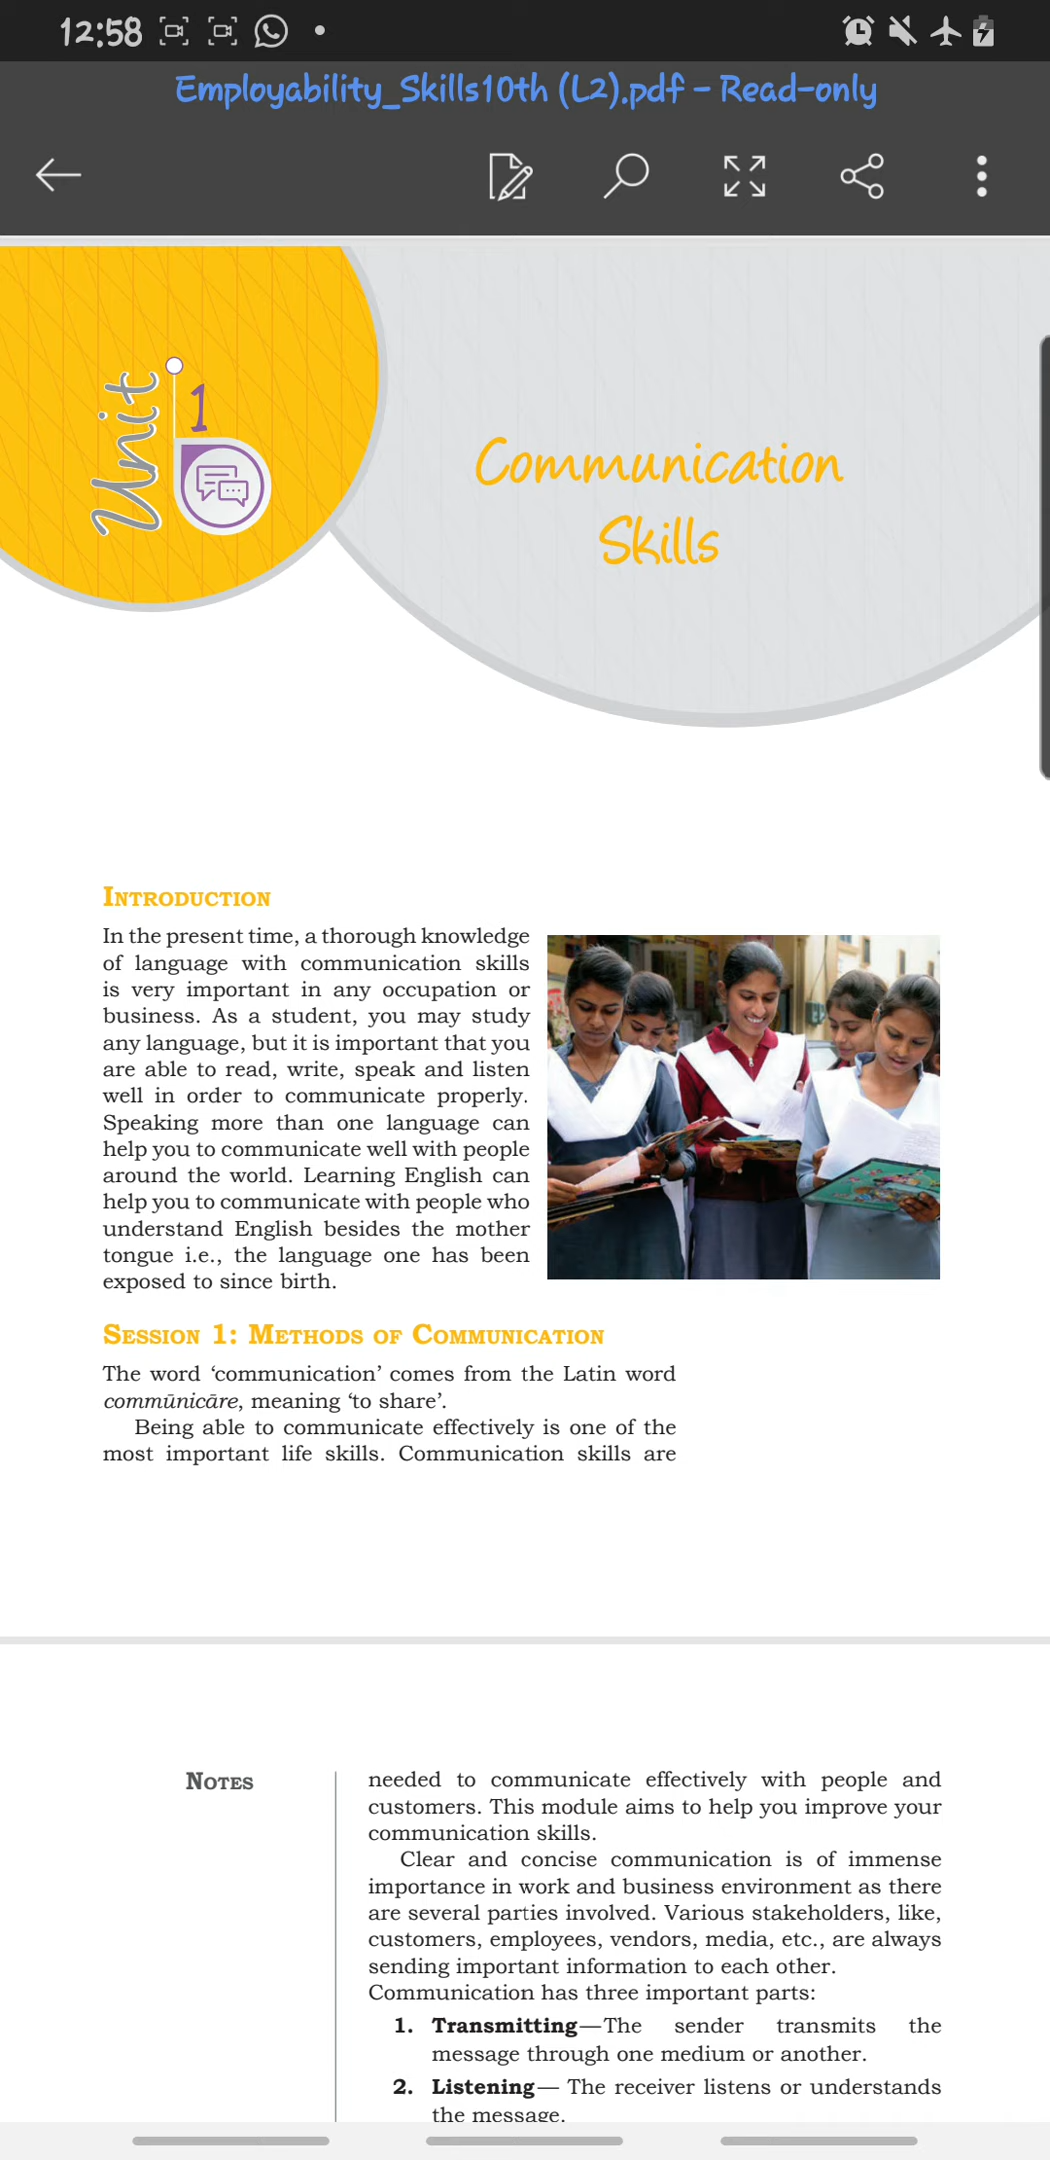 12:58
Employability_Skills10th (L2).pdf – Read-only
Unit
1
Communication
Skills
INTRODUCTION
In the present time, a thorough knowledge
of language with communication skills
is very important in any occupation or
business. As a student, you may study
any language, but it is important that you
are able to read, write, speak and listen
well in order to communicate properly.
Speaking more than one language can
help you to communicate well with people
around the world. Learning English can
help you to communicate with people who
understand English besides the mother
tongue i.e., the language one has been
exposed to since birth.
SESSION 1: METHODS OF COMMUNICATION
The word ‘communication’ comes from the Latin word
commūnicāre, meaning ‘to share’.
Being able to communicate effectively is one of the
most important life skills. Communication skills are
NOTES
needed to communicate effectively with people and
customers. This module aims to help you improve your
communication skills.
Clear and concise communication is of immense
importance in work and business environment as there
are several parties involved. Various stakeholders, like,
customers, employees, vendors, media, etc., are always
sending important information to each other.
Communication has three important parts:
1. Transmitting—The sender transmits the
message through one medium or another.
2. Listening— The receiver listens or understands
the message.